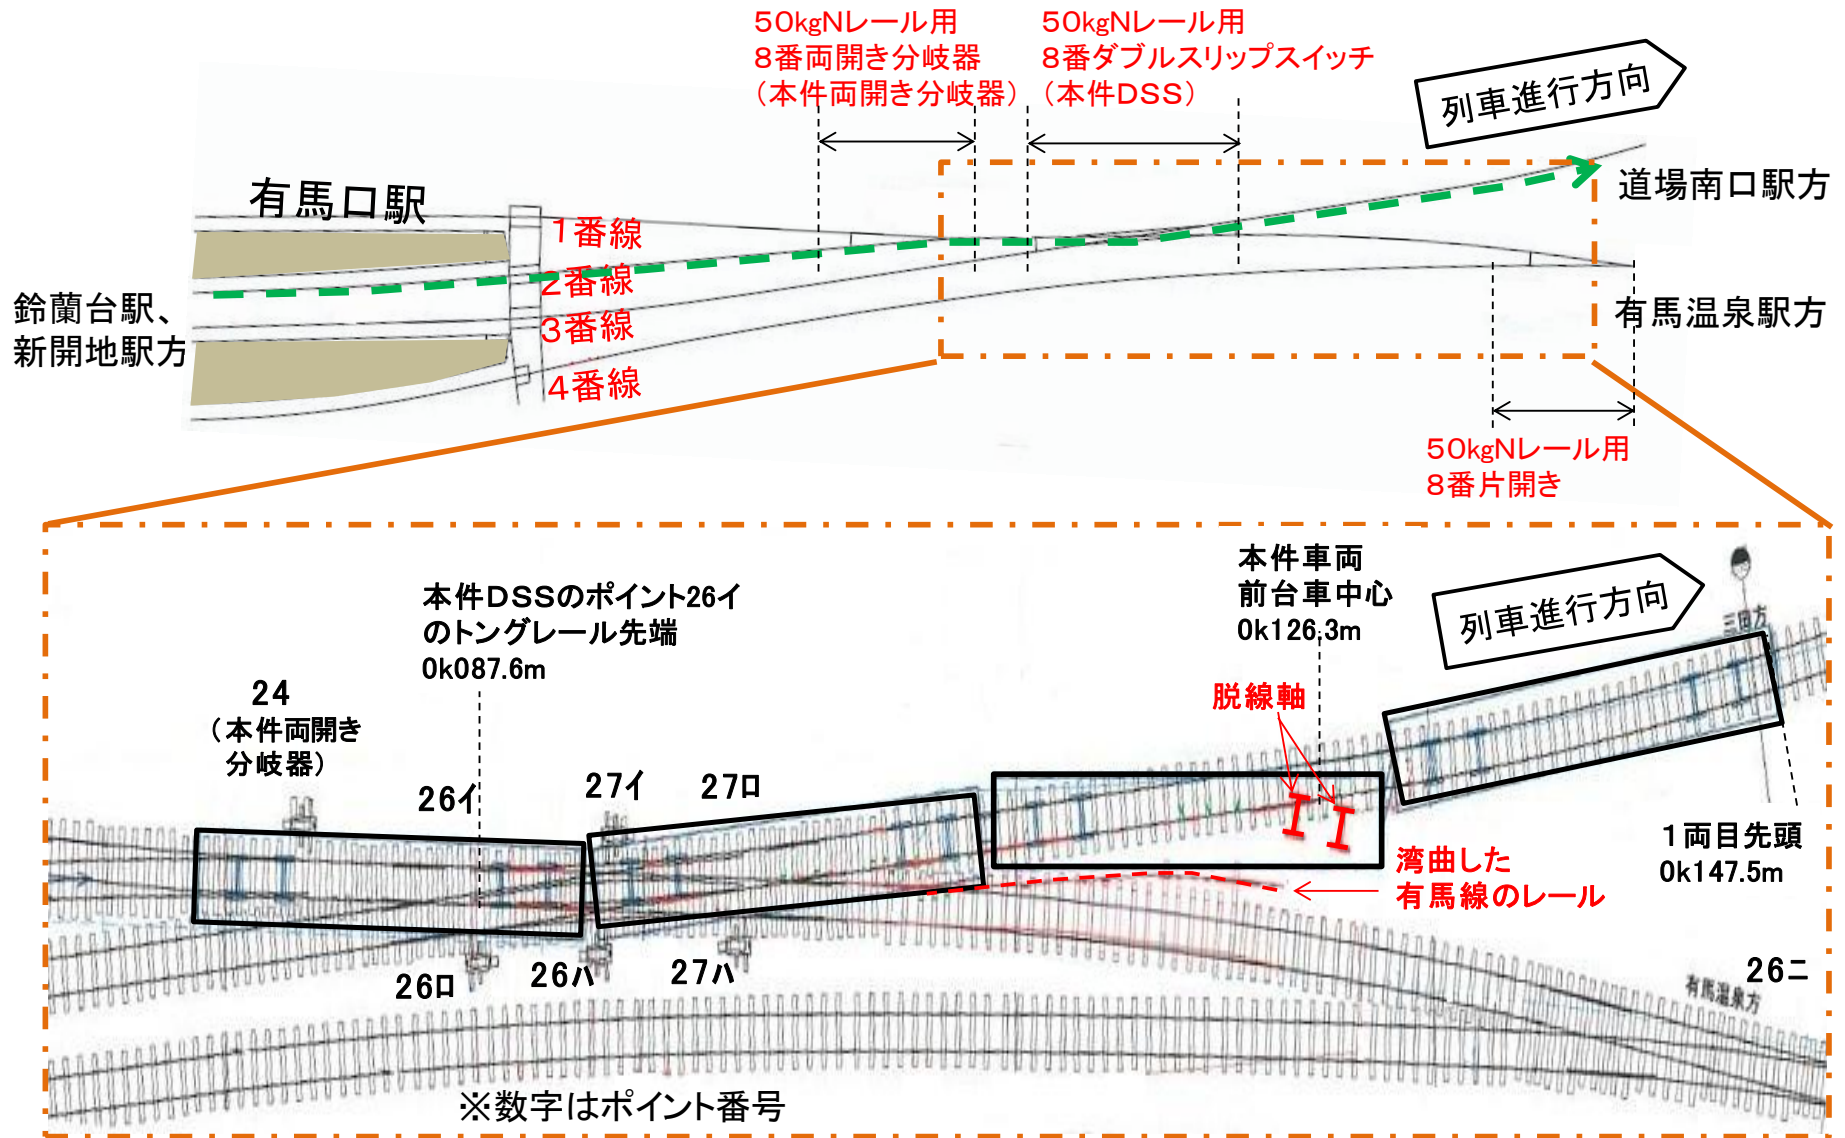 50kgNレール用
8番両開き分岐器
（本件両開き分岐器）
50kgNレール用
8番ダブルスリップスイッチ
（本件DSS）
列車進行方向
有馬口駅
道場南口駅方
1番線
2番線
3番線
4番線
鈴蘭台駅、
新開地駅方
有馬温泉駅方
50kgNレール用
8番片開き
本件車両
前台車中心
0k126.3m
本件DSSのポイント26イ
のトングレール先端
0k087.6m
列車進行方向
三田方
24
（本件両開き
分岐器）
脱線軸
26イ
27イ
27ロ
1両目先頭
0k147.5m
湾曲した
有馬線のレール
26ロ
26ハ
27ハ
26ニ
有馬温泉方
※数字はポイント番号